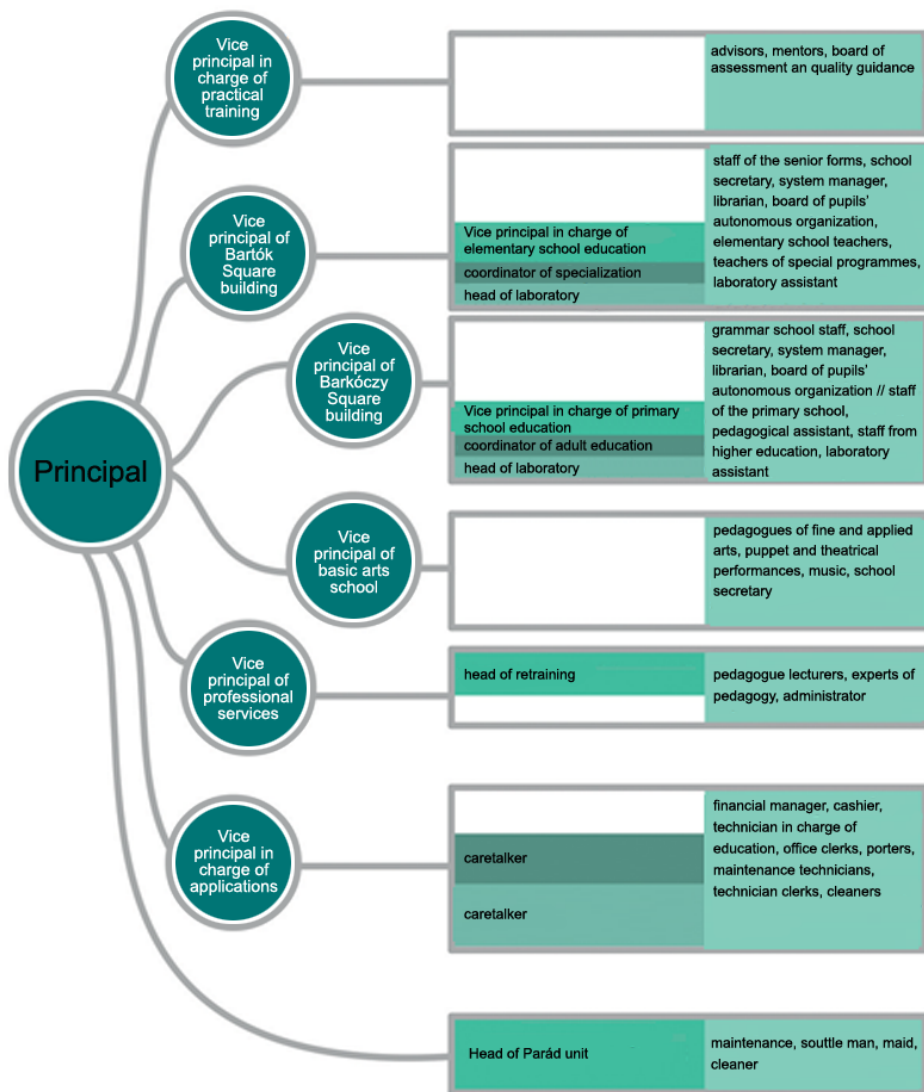 Vice
principal in
charge of
practical
training
advisors, mentors, board of
assessment an quality guidance
Vice
principal of
Bartók
Square
building
Vice principal in charge of
elementary school education
coordinator of specialization
head of laboratory
staff of the senior forms, school
secretary, system manager,
librarian, board of pupils'
autonomous organization,
elementary school teachers,
teachers of special programmes,
laboratory assistant
Vice
principal of
Barkóczy
Square
building
Vice principal in charge of primary
school education
coordinator of adult education
head of laboratory
grammar school staff, school
secretary, system manager,
librarian, board of pupils'
autonomous organization // staff
of the primary school,
pedagogical assistant, staff from
higher education, laboratory
assistant
Principal
Vice
principal of
basic arts
school
pedagogues of fine and applied
arts, puppet and theatrical
performances, music, school
secretary
Vice
principal of
professional
services
head of retraining
pedagogue lecturers, experts of
pedagogy, administrator
Vice
principal in
charge of
applications
caretalker
caretalker
financial manager, cashier,
technician in charge of
education, office clerks, porters,
maintenance technicians,
technician clerks, cleaners
Head of Parád unit
maintenance, souttle man, maid,
cleaner